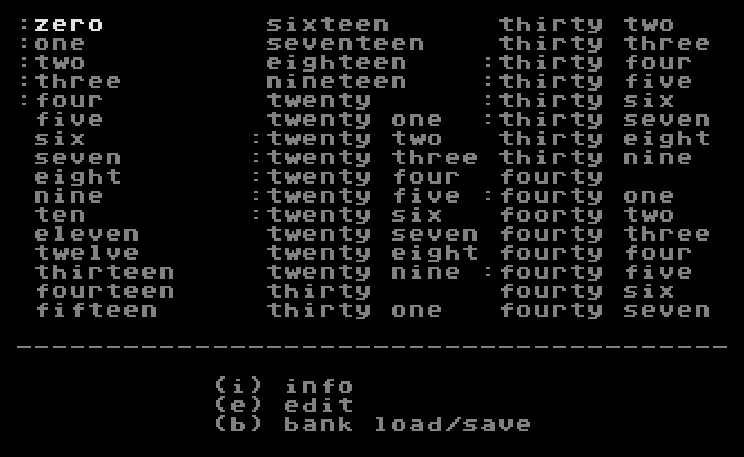 :zero sixteen thirty two
:one seventeen thirty three
:two eighteen :thirty four
:three nineteen :thirty five
:four twenty :thirty six
five twenty one :thirty seven
six :twenty two thirty eight
seven :twenty three thirty nine
eight :twenty four fourty
nine :twenty five :fourty one
ten :twenty six foorty two
eleven twenty seven fourty three
twelve twenty eight fourty four
thirteen twenty nine :fourty five
fourteen thirty fourty six
fifteen thirty one fourty seven
-----------------------------------------
(i) info
(e) edit
(b) bank load/save